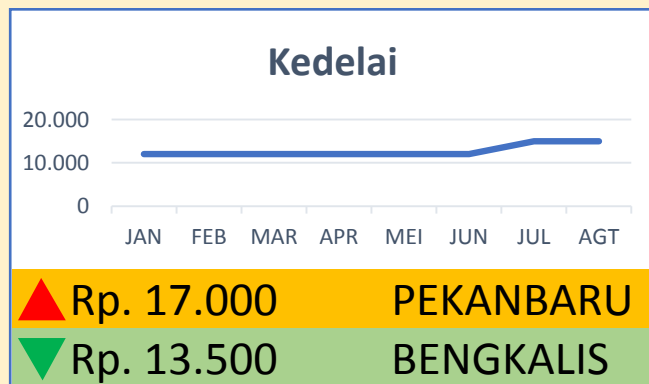 Kedelai
20.000
10.000
0
JAN FEB MAR APR MEI JUN JUL AGT
Rp. 17.000 PEKANBARU
Rp. 13.500 BENGKALIS